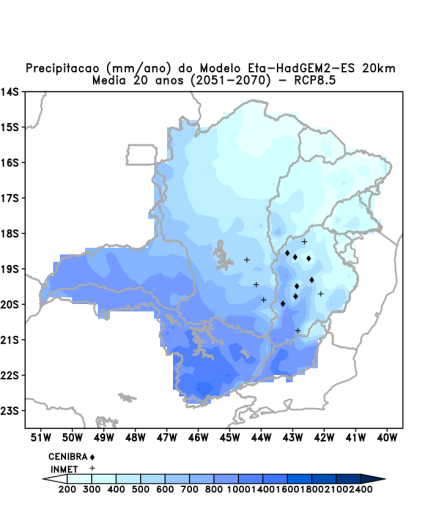 Precipitacao (mm/ano) do Modelo Eta-HadGEM2-ES 20km
Media 20 anos (2051-2070) - RCP8.5
14S
15S
16S
17S
18S
19S
20S
21S
22S
23S
51W 50W 49W 48W 47W 46W 45W 44W 43W 42W 41W 40W
CENIBRA
INMET
200 300 400 500 600 700 800 1000 1400 1600 1800 2100 2400